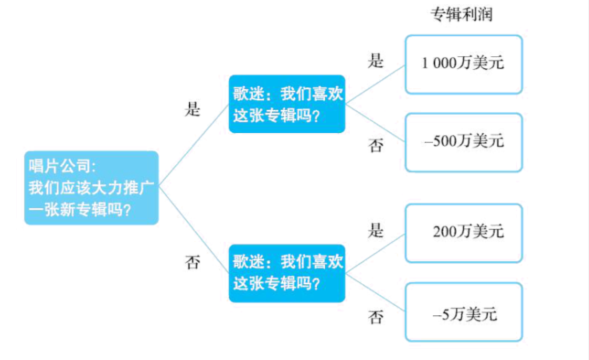 专辑利润
是
1 000万美元
歌迷：我们喜欢
这张专辑吗？
是
否
–500万美元
唱片公司：
我们应该大力推广
一张新专辑吗？
是
200万美元
否
歌迷：我们喜欢
这张专辑吗？
否
–5万美元